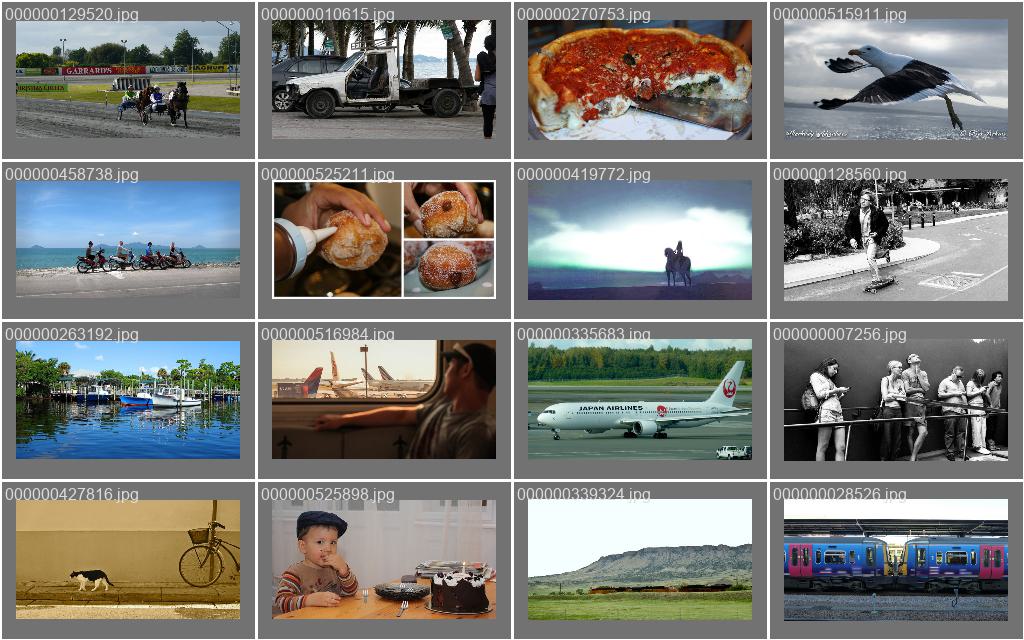 000000129520.jpg
000000010615.jpg
000000270753.jpg
000000515911.jpg
GARRARDS
MAGNUM
000000458738.jpg
000000525211.jpg
000000419772.jpg
000000128560.jpg
000000263192.jpg
000000516984.jpg
000000335683.jpg
000000007256.jpg
JAPAN AIRLINES
000000427816.jpg
000000525898.jpg
000000339324.jpg
000000028526.jpg